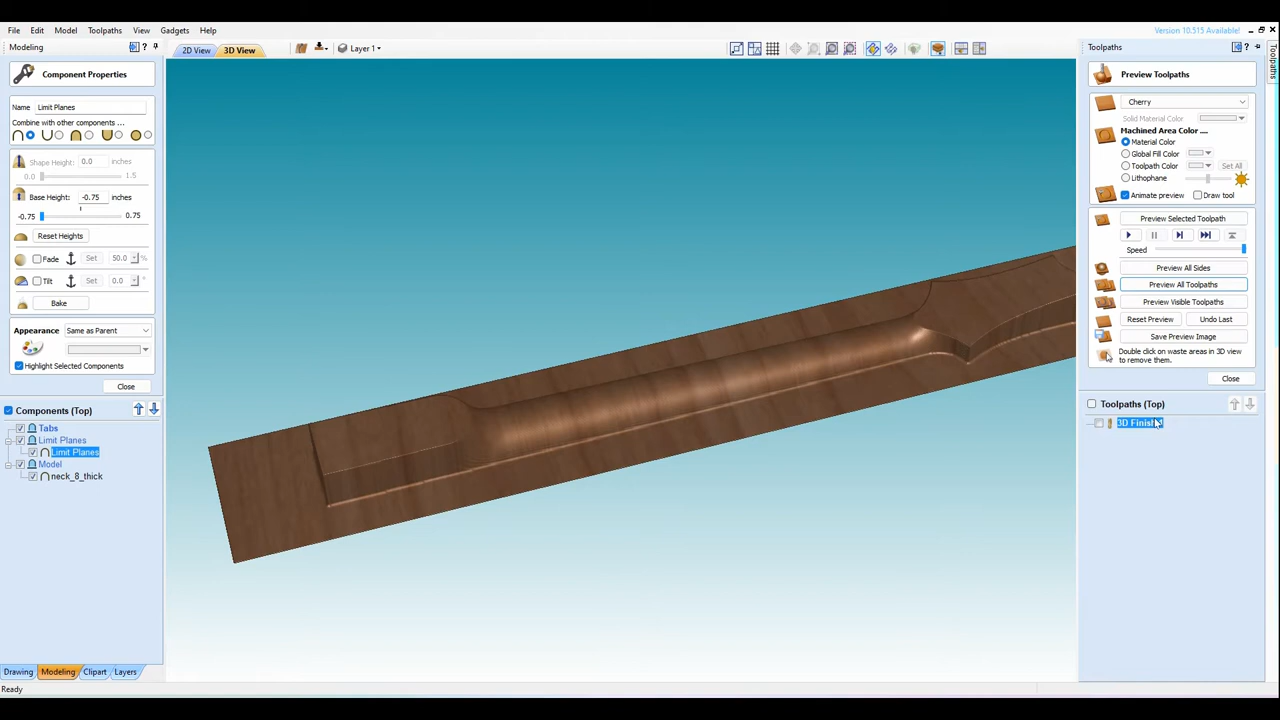 File Edit Model Toolpaths View Gadgets Help
Version 10.515 Available!
Modeling
2D View 3D View
Layer 1
Toolpaths
Component Properties
Name Limit Planes
Combine with other components ...
Shape Height: 0.0 inches
0.0 1.5
Base Height: -0.75 inches
-0.75 0.75
Reset Heights
Fade Set 50.0 %
Tilt Set 0.0 °
Bake
Appearance Same as Parent
Highlight Selected Components
Close
Components (Top)
Tabs
Limit Planes
Limit Planes
Model
neck_8_thick
Drawing Modeling Clipart Layers
Ready
Preview Toolpaths
Cherry
Solid Material Color
Machined Area Color ....
Material Color
Global Fill Color
Toolpath Color Set All
Lithophane
Animate preview Draw tool
Preview Selected Toolpath
Speed
Preview All Sides
Preview All Toolpaths
Preview Visible Toolpaths
Reset Preview Undo Last
Save Preview Image
Double click on waste areas in 3D view
to remove them.
Close
Toolpaths (Top)
3D Finish
Toolpaths